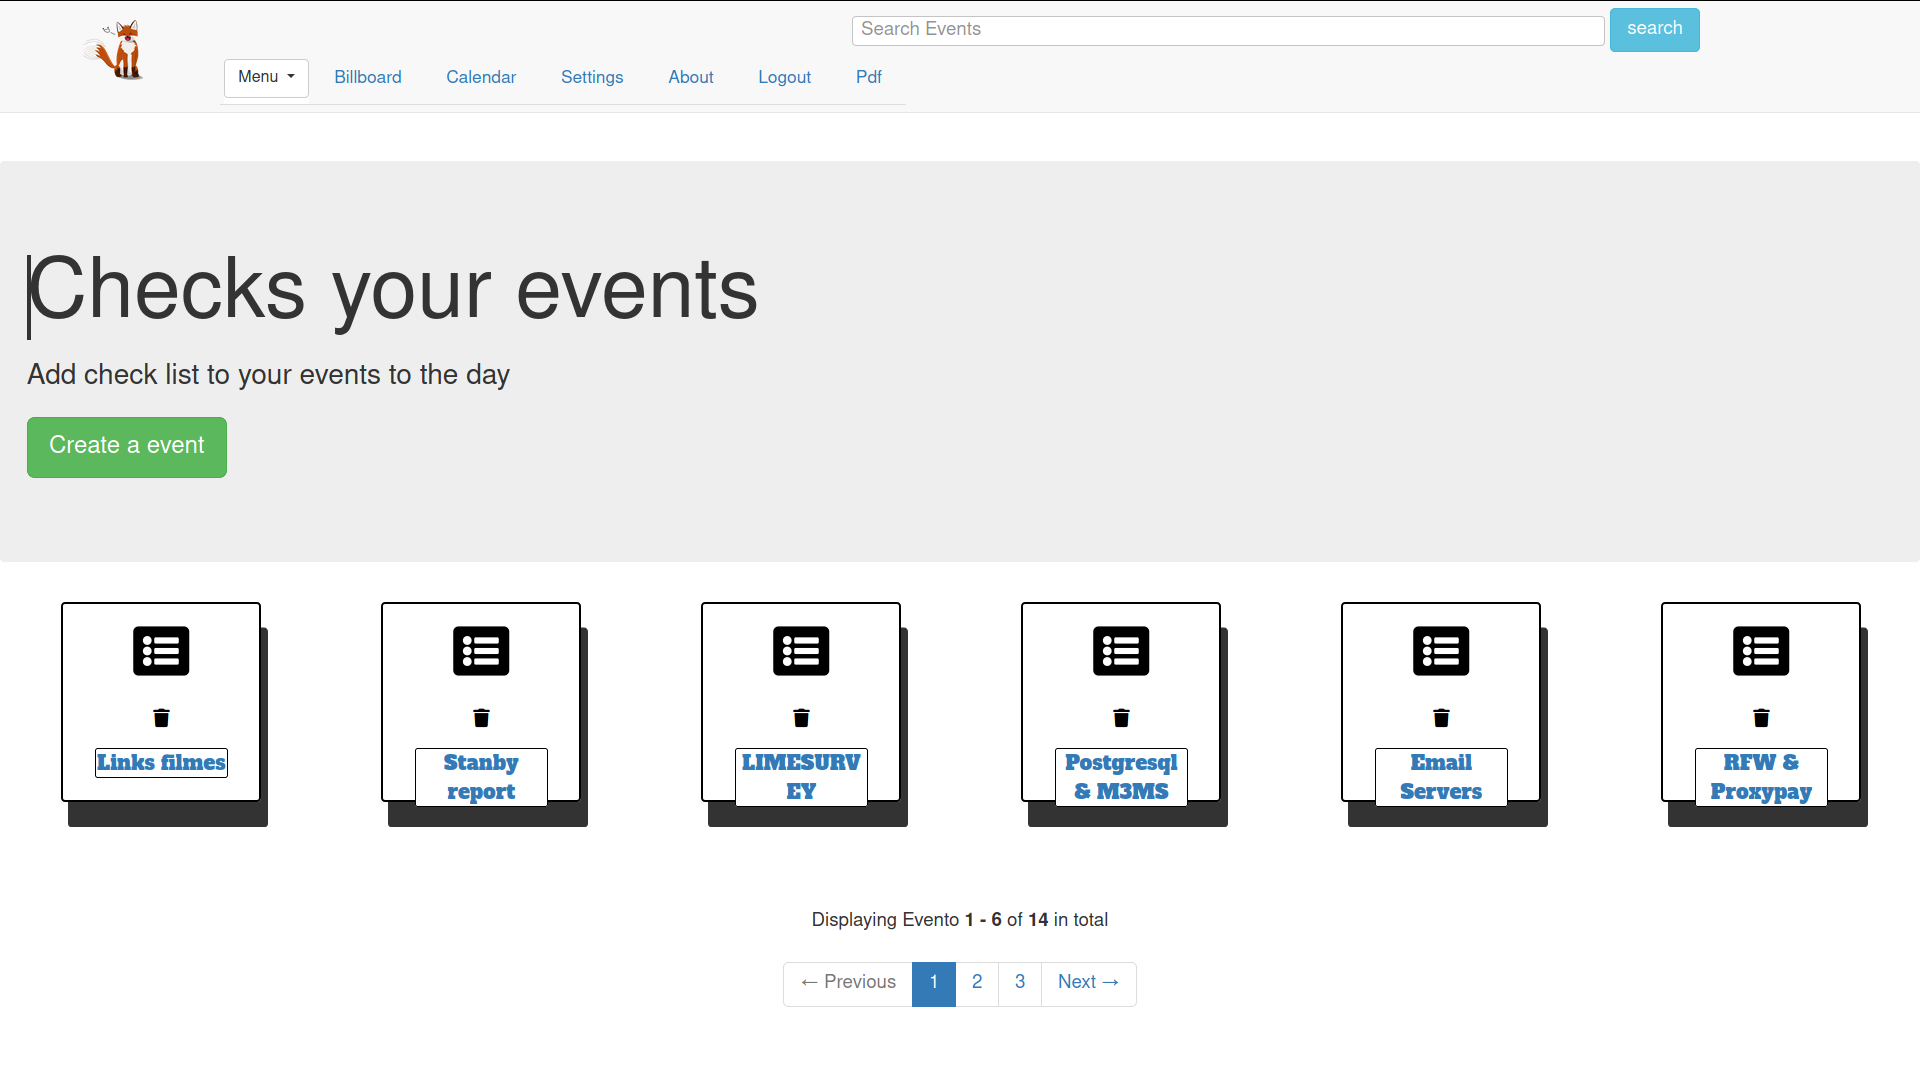 Search Events
search
Menu
Billboard
Calendar
Settings
About
Logout
Pdf
Checks your events
Add check list to your events to the day
Create a event
Links filmes
Stanby
report
LIMESURV
EY
Postgresql
& M3MS
Email
Servers
RFW &
Proxypay
Displaying Evento 1 - 6 of 14 in total
← Previous 1 2 3 Next →